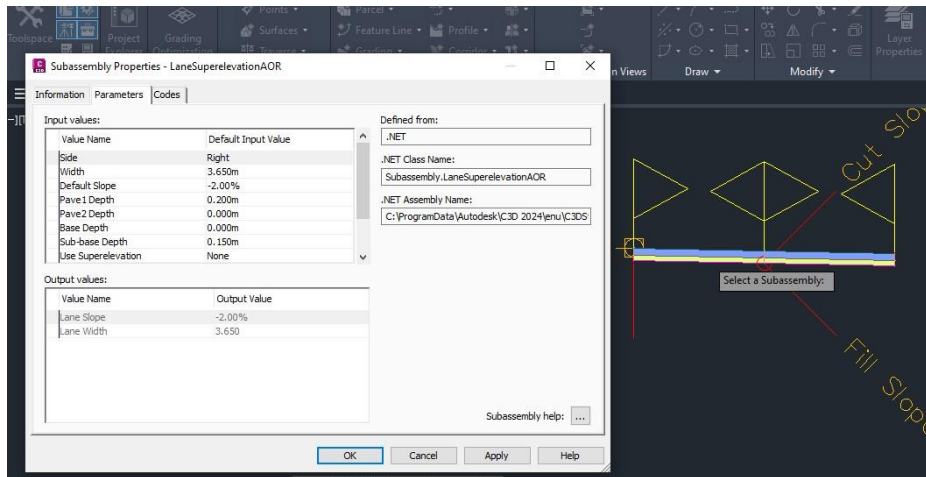 Points
Parcel
Toolspace
Project
Explorer
Grading
Optimization
Surfaces
Traverse
Feature Line
Grading
Profile
Corridor
Layer
Properties
n Views
Draw
Modify
Subassembly Properties - LaneSuperelevationAOR
Information Parameters Codes
Input values:
Value Name Default Input Value
Side Right
Width 3.650m
Default Slope -2.00%
Pave1 Depth 0.200m
Pave2 Depth 0.000m
Base Depth 0.000m
Sub-base Depth 0.150m
Use Superelevation None
Output values:
Value Name Output Value
Lane Slope -2.00%
Lane Width 3.650
Defined from:
.NET
.NET Class Name:
Subassembly.LaneSuperelevationAOR
.NET Assembly Name:
C:\ProgramData\Autodesk\C3D 2024\enu\C3DS
Subassembly help: ...
OK Cancel Apply Help
Cut Slo
Select a Subassembly:
Fill Slope